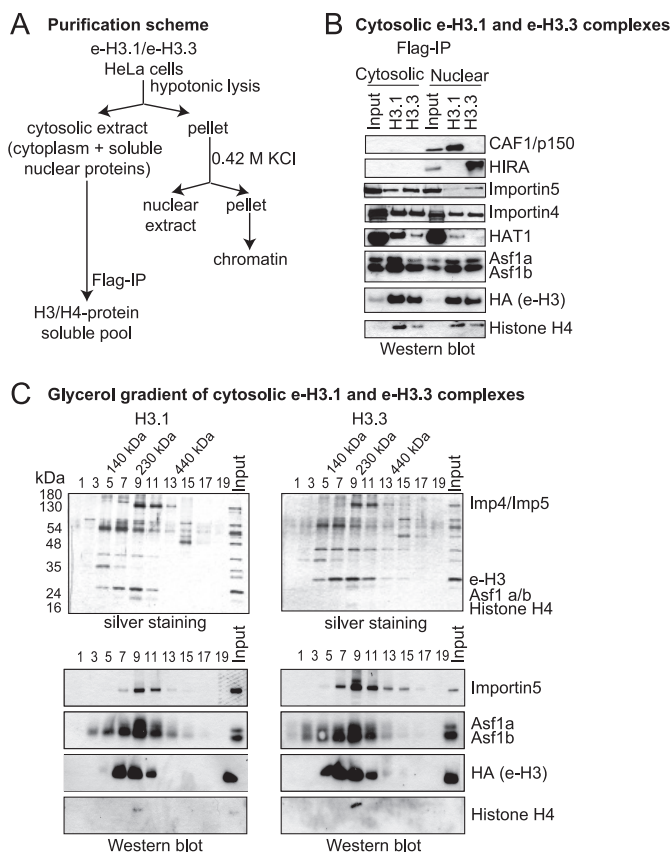 A Purification scheme
e-H3.1/e-H3.3
HeLa cells
hypotonic lysis
cytosolic extract
(cytoplasm + soluble
nuclear proteins)
pellet
0.42 M KCl
nuclear
extract
pellet
chromatin
Flag-IP
H3/H4-protein
soluble pool
B Cytosolic e-H3.1 and e-H3.3 complexes
Flag-IP
Cytosolic Nuclear
Input H3.1 H3.3 Input H3.1 H3.3
CAF1/p150
HIRA
Importin5
Importin4
HAT1
Asf1a
Asf1b
HA (e-H3)
Histone H4
Western blot
C Glycerol gradient of cytosolic e-H3.1 and e-H3.3 complexes
H3.1
140 kDa 230 kDa 440 kDa
kDa
1 3 5 7 9 11 13 15 17 19 Input
180
130
54
48
36
24
16
silver staining
H3.3
140 kDa 230 kDa 440 kDa
1 3 5 7 9 11 13 15 17 19 Input
Imp4/Imp5
e-H3
Asf1 a/b
Histone H4
silver staining
1 3 5 7 9 11 13 15 17 19 Input
1 3 5 7 9 11 13 15 17 19 Input
Importin5
Asf1a
Asf1b
HA (e-H3)
Histone H4
Western blot
Western blot